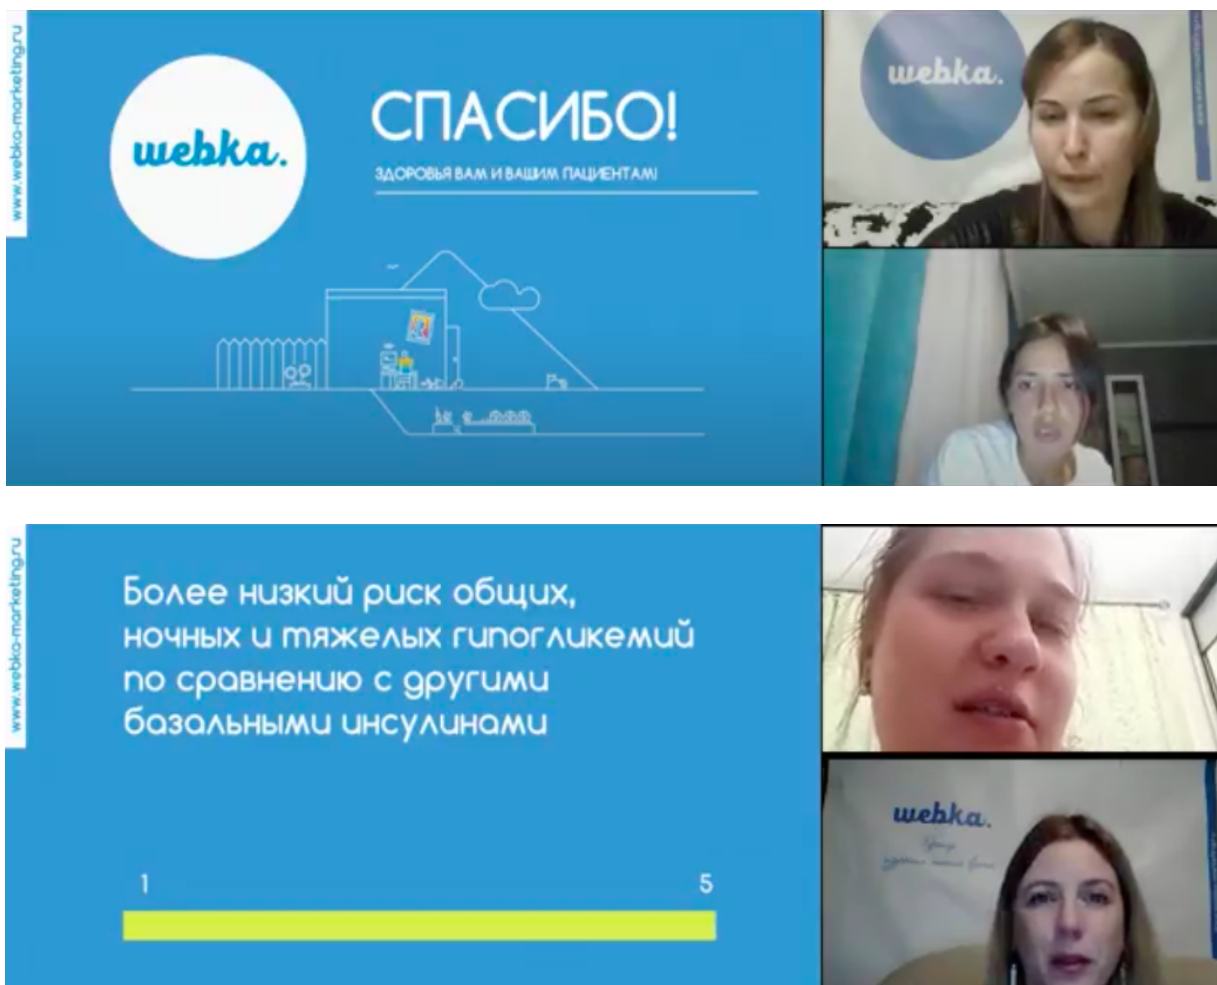 www.webka-marketing.ru
webka.
СПАСИБО!
ЗДОРОВЬЯ ВАМ И ВАШИМ ПАЦИЕНТАМ!
webka.
www.webka-marketing.ru
Более низкий риск общих,
ночных и тяжелых гипогликемий
по сравнению с другими
базальными инсулинами
1
5
webka.